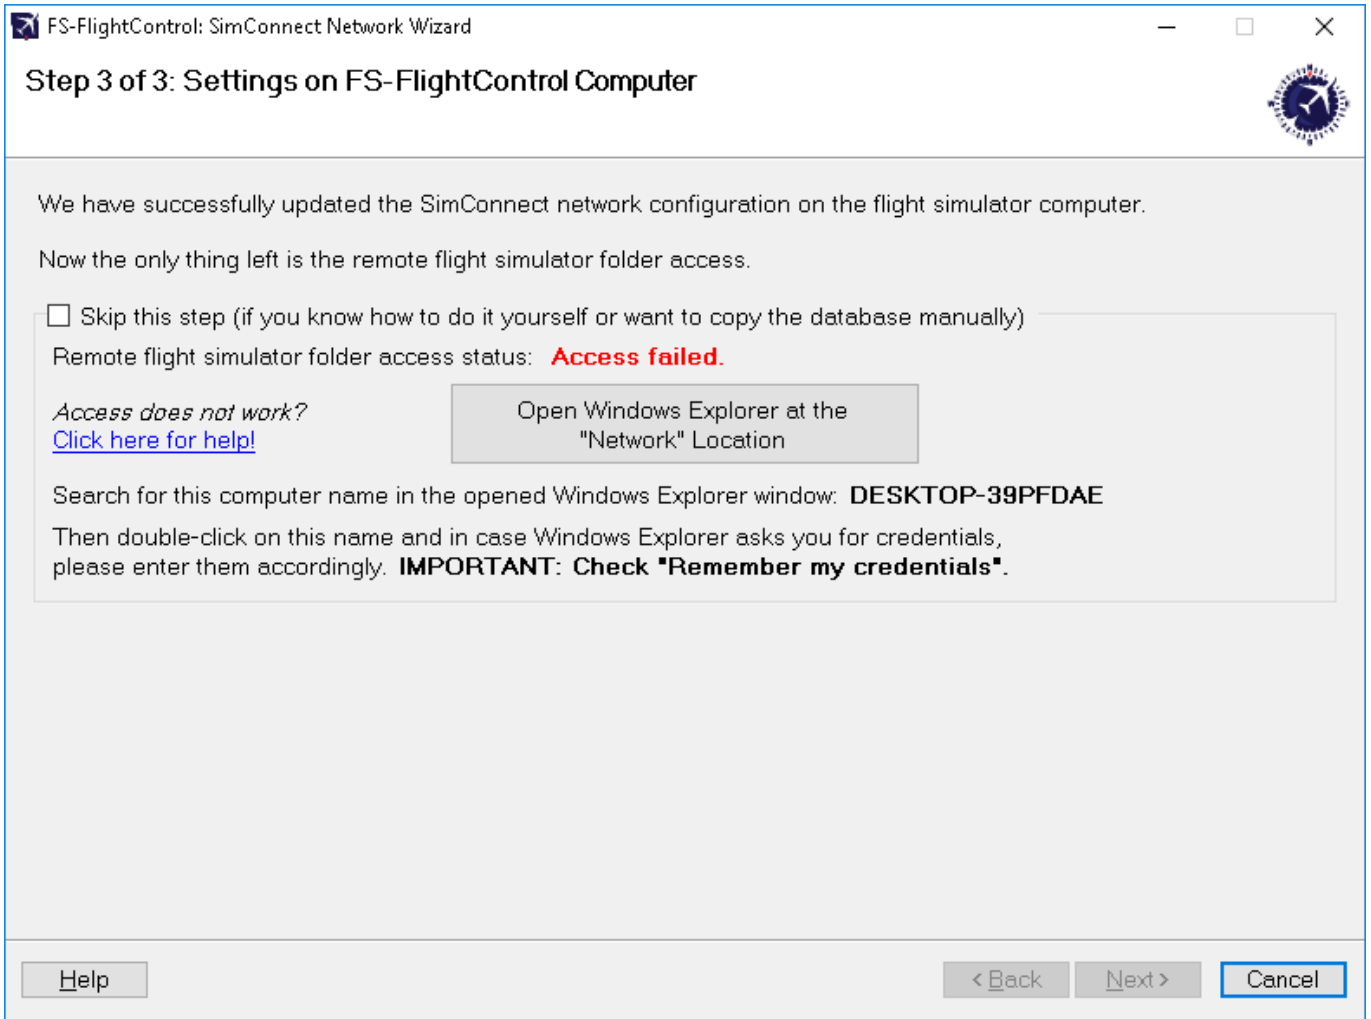 FS-FlightControl: SimConnect Network Wizard
Step 3 of 3: Settings on FS-FlightControl Computer
We have successfully updated the SimConnect network configuration on the flight simulator computer.
Now the only thing left is the remote flight simulator folder access.
Skip this step (if you know how to do it yourself or want to copy the database manually)
Remote flight simulator folder access status: Access failed.
Access does not work?
Click here for help!
Open Windows Explorer at the
"Network" Location
Search for this computer name in the opened Windows Explorer window: DESKTOP-39PFDAE
Then double-click on this name and in case Windows Explorer asks you for credentials,
please enter them accordingly. IMPORTANT: Check "Remember my credentials".
Help
< Back
Next >
Cancel